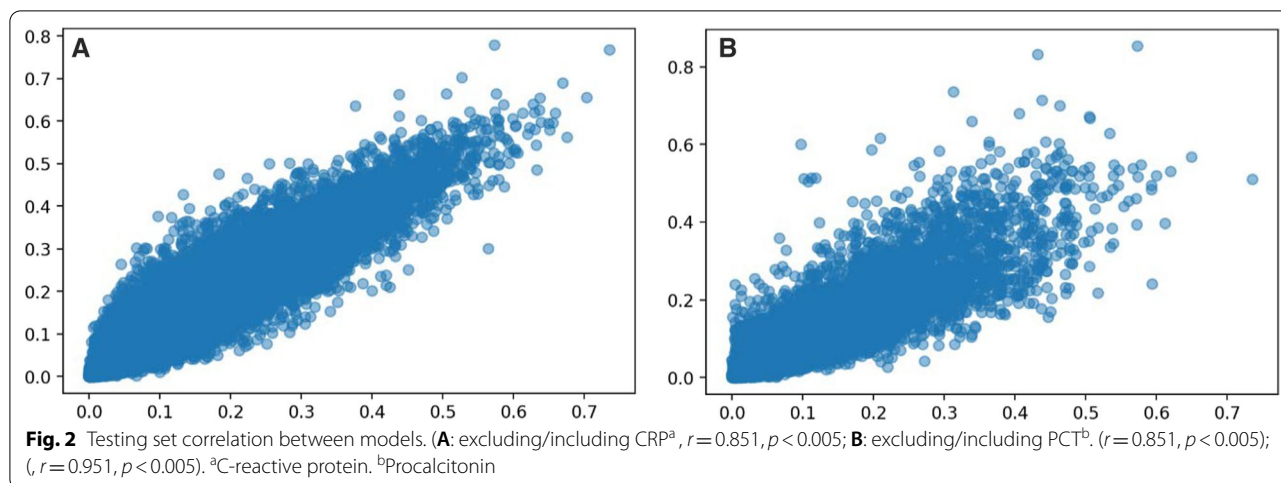 A
0.8
0.7
0.6
0.5
0.4
0.3
0.2
0.1
0.0
0.0 0.1 0.2 0.3 0.4 0.5 0.6 0.7
B
0.8
0.6
0.4
0.2
0.0
0.0 0.1 0.2 0.3 0.4 0.5 0.6 0.7
Fig. 2 Testing set correlation between models. (A: excluding/including CRPᵃ , r = 0.851, p < 0.005; B: excluding/including PCTᵇ. (r = 0.851, p < 0.005);
(, r = 0.951, p < 0.005). ᵃC-reactive protein. ᵇProcalcitonin